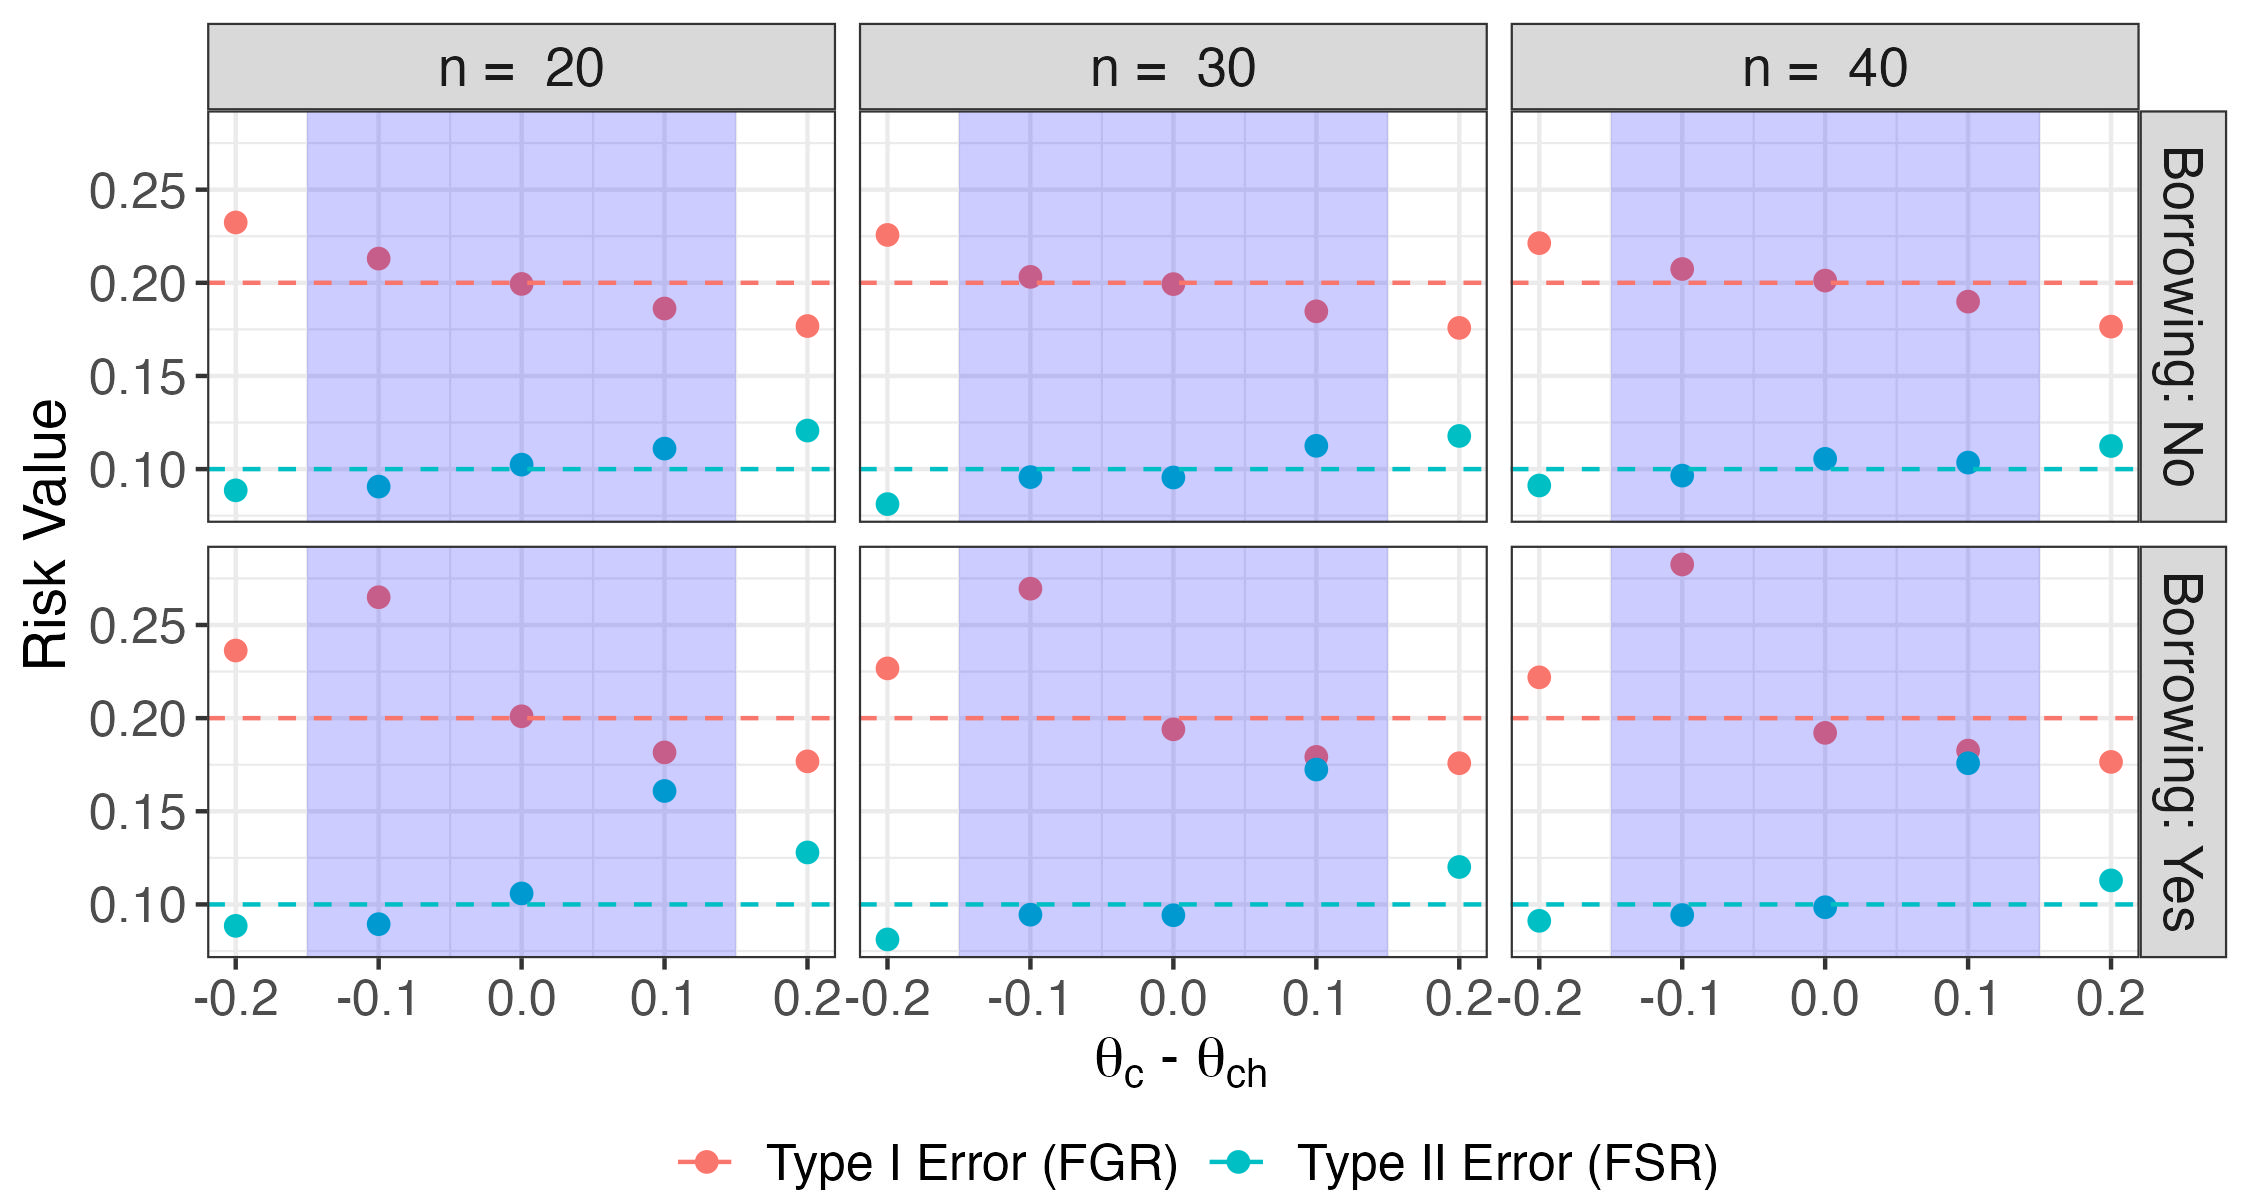 n = 20
n = 30
n = 40
0.25
0.20
0.15
0.10
Borrowing: No
Risk Value
0.25
0.20
0.15
0.10
Borrowing: Yes
-0.2 -0.1 0.0 0.1 0.2
-0.2 -0.1 0.0 0.1 0.2
-0.2 -0.1 0.0 0.1 0.2
θc - θch
Type I Error (FGR)
Type II Error (FSR)